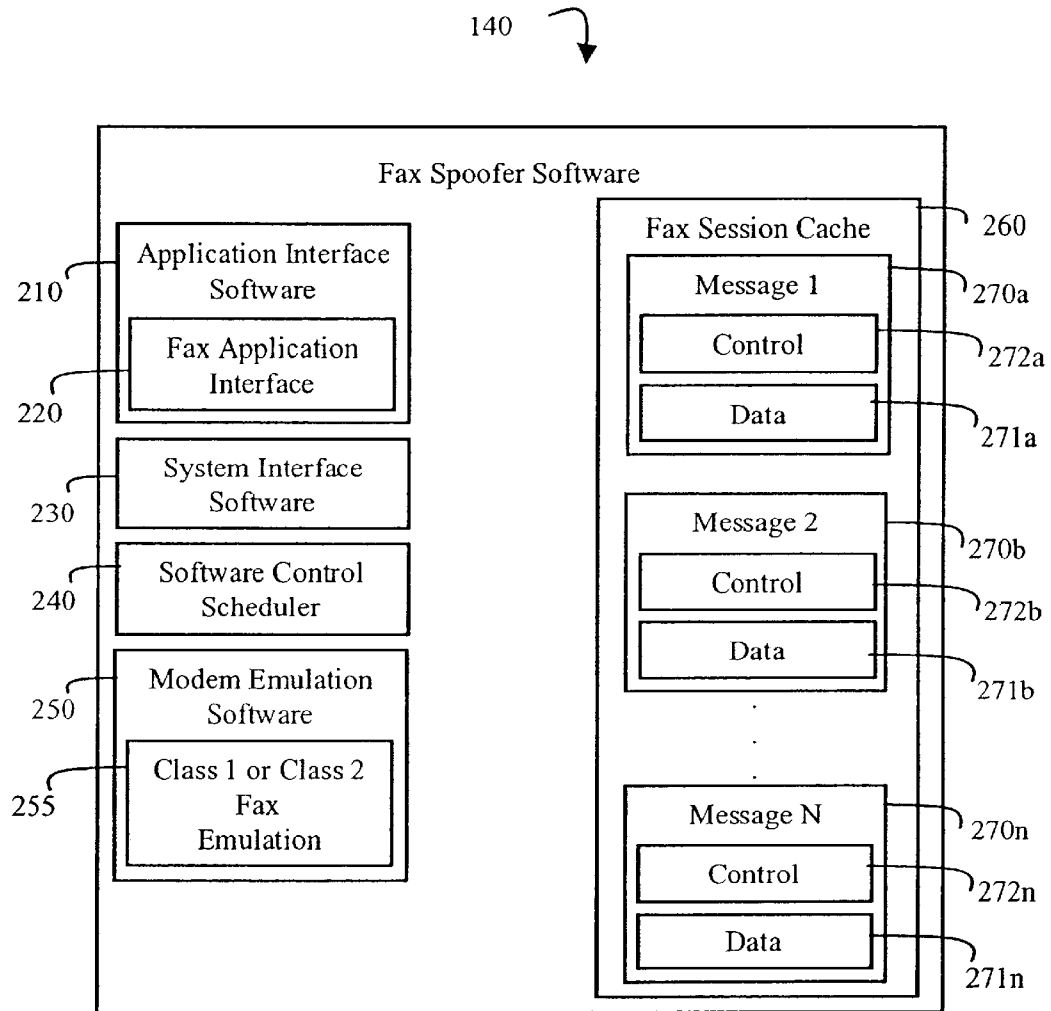 140
Fax Spoofer Software
210
Application Interface
Software
220
Fax Application
Interface
230
System Interface
Software
240
Software Control
Scheduler
250
Modem Emulation
Software
255
Class 1 or Class 2
Fax
Emulation
Fax Session Cache
260
Message 1
270a
Control
272a
Data
271a
Message 2
270b
Control
272b
Data
271b
Message N
270n
Control
272n
Data
271n